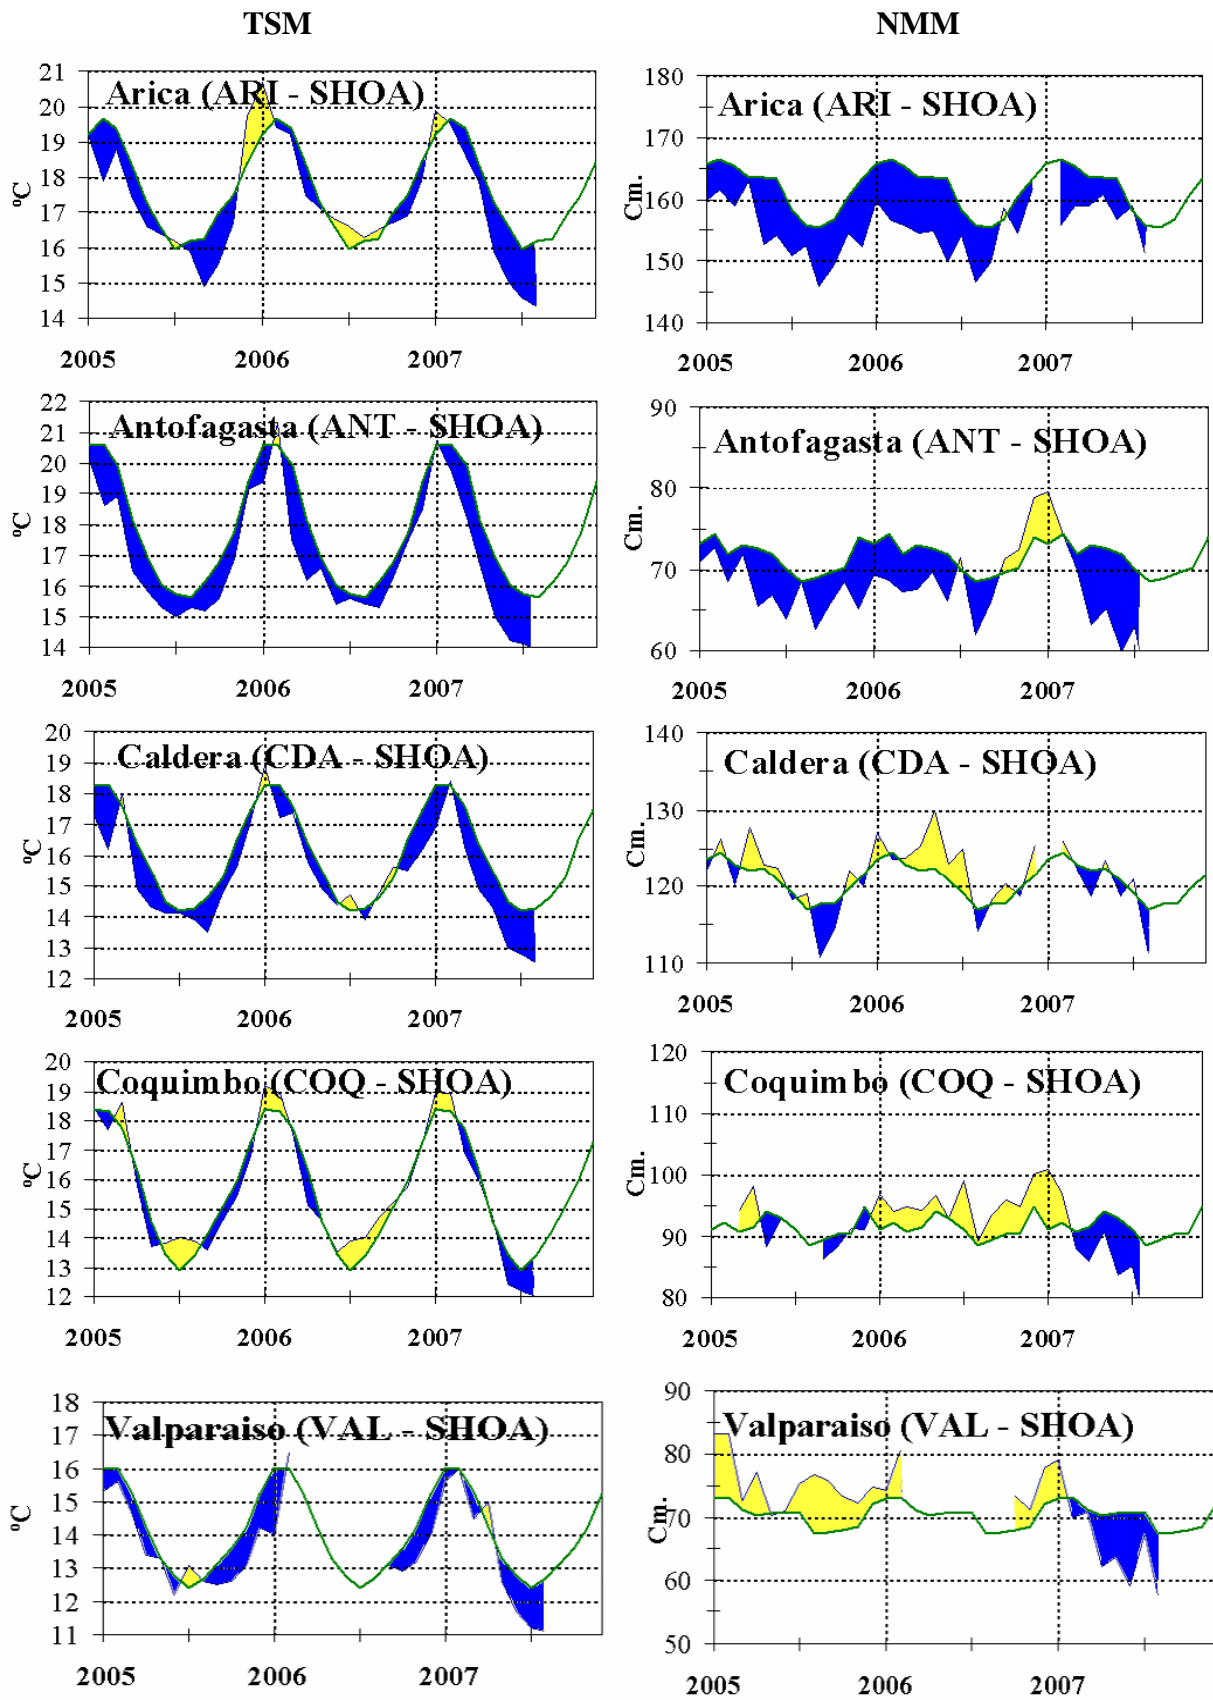 TSM NMM
Arica (ARI - SHOA)
ºC
21
20
19
18
17
16
15
14
2005 2006 2007
Arica (ARI - SHOA)
Cm.
180
170
160
150
140
2005 2006 2007
Antofagasta (ANT - SHOA)
ºC
22
21
20
19
18
17
16
15
14
2005 2006 2007
Antofagasta (ANT - SHOA)
Cm.
90
80
70
60
2005 2006 2007
Caldera (CDA - SHOA)
ºC
20
19
18
17
16
15
14
13
12
2005 2006 2007
Caldera (CDA - SHOA)
Cm.
140
130
120
110
2005 2006 2007
Coquimbo (COQ - SHOA)
ºC
20
19
18
17
16
15
14
13
12
2005 2006 2007
Coquimbo (COQ - SHOA)
Cm.
120
110
100
90
80
2005 2006 2007
Valparaiso (VAL - SHOA)
ºC
18
17
16
15
14
13
12
11
2005 2006 2007
Valparaiso (VAL - SHOA)
Cm.
90
80
70
60
50
2005 2006 2007